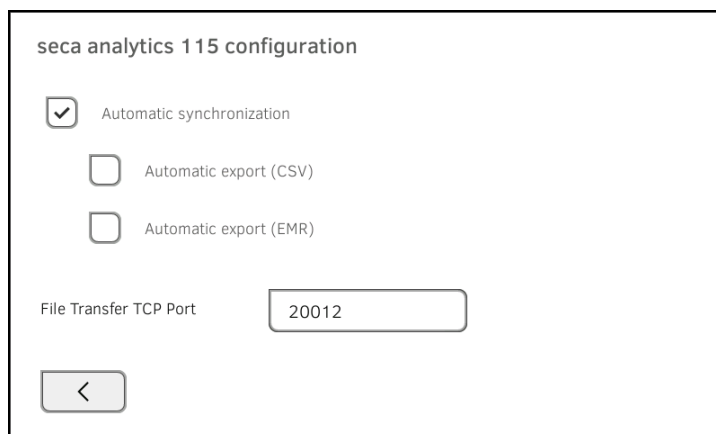 seca analytics 115 configuration
Automatic synchronization
Automatic export (CSV)
Automatic export (EMR)
File Transfer TCP Port
20012